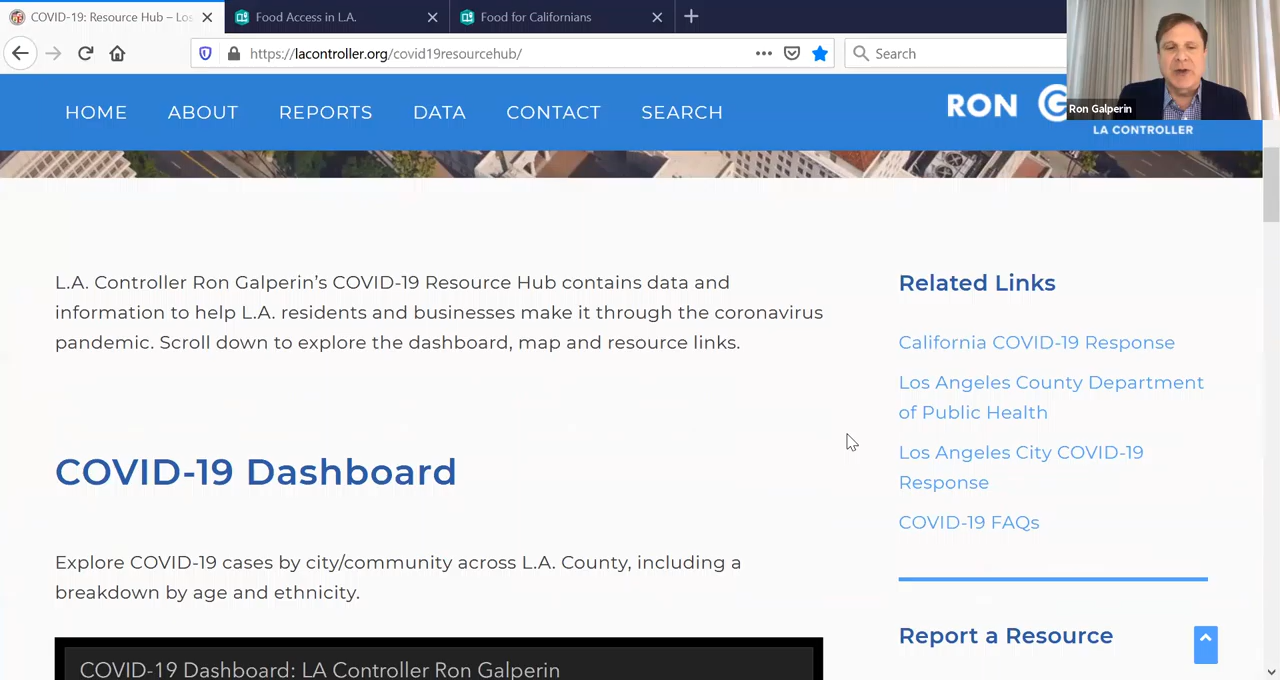 COVID-19: Resource Hub – Los
Food Access in L.A.
Food for Californians
https://lacontroller.org/covid19resourcehub/
Search
Ron Galperin
HOME
ABOUT
REPORTS
DATA
CONTACT
SEARCH
RON G
LA CONTROLLER
L.A. Controller Ron Galperin’s COVID-19 Resource Hub contains data and
information to help L.A. residents and businesses make it through the coronavirus
pandemic. Scroll down to explore the dashboard, map and resource links.
COVID-19 Dashboard
Explore COVID-19 cases by city/community across L.A. County, including a
breakdown by age and ethnicity.
COVID-19 Dashboard: LA Controller Ron Galperin
Related Links
California COVID-19 Response
Los Angeles County Department
of Public Health
Los Angeles City COVID-19
Response
COVID-19 FAQs
Report a Resource